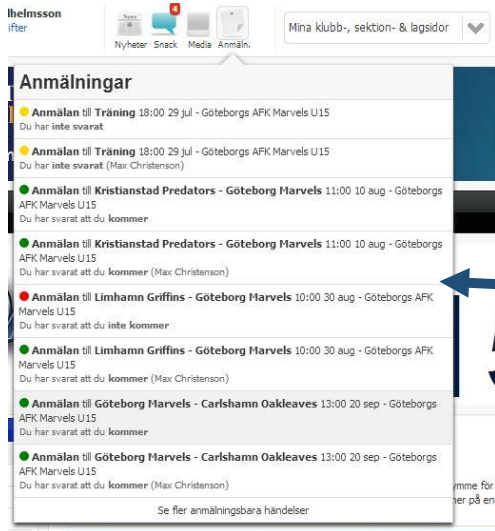 lhelmsson
ifter
News
4
Nyheter Snack Media Anmäln.
Mina klubb-, sektion- & lagsidor
Anmälningar
Anmälan till Träning 18:00 29 jul - Göteborgs AFK Marvels U15
Du har inte svarat
Anmälan till Träning 18:00 29 jul - Göteborgs AFK Marvels U15
Du har inte svarat (Max Christenson)
Anmälan till Kristianstad Predators - Göteborg Marvels 11:00 10 aug - Göteborgs
AFK Marvels U15
Du har svarat att du kommer
Anmälan till Kristianstad Predators - Göteborg Marvels 11:00 10 aug - Göteborgs
AFK Marvels U15
Du har svarat att du kommer (Max Christenson)
Anmälan till Limhamn Griffins - Göteborg Marvels 10:00 30 aug - Göteborgs AFK
Marvels U15
Du har svarat att du inte kommer
Anmälan till Limhamn Griffins - Göteborg Marvels 10:00 30 aug - Göteborgs AFK
Marvels U15
Du har svarat att du kommer (Max Christenson)
Anmälan till Göteborg Marvels - Carlshamn Oakleaves 13:00 20 sep - Göteborgs
AFK Marvels U15
Du har svarat att du kommer
Anmälan till Göteborg Marvels - Carlshamn Oakleaves 13:00 20 sep - Göteborgs
AFK Marvels U15
Du har svarat att du kommer (Max Christenson)
ymme för
ner på en
Se fler anmälningsbara händelser